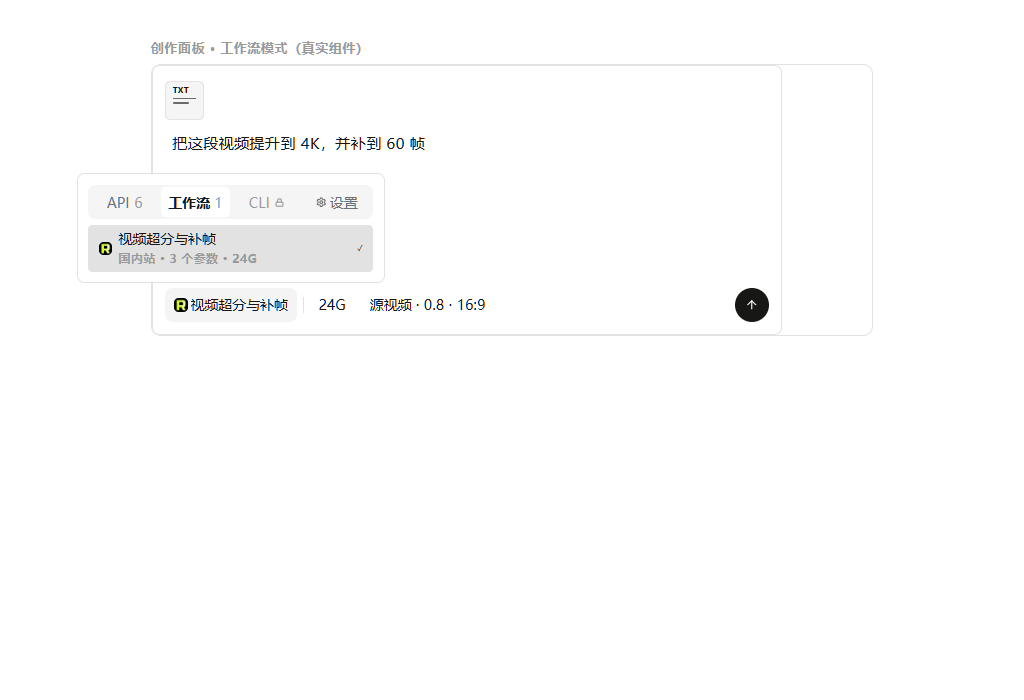 创作面板 • 工作流模式（真实组件）
TXT
把这段视频提升到 4K，并补到 60 帧
API 6 工作流 1 CLI 设置
R 视频超分与补帧 ✓
国内站 • 3 个参数 • 24G
R 视频超分与补帧 24G 源视频 · 0.8 · 16:9